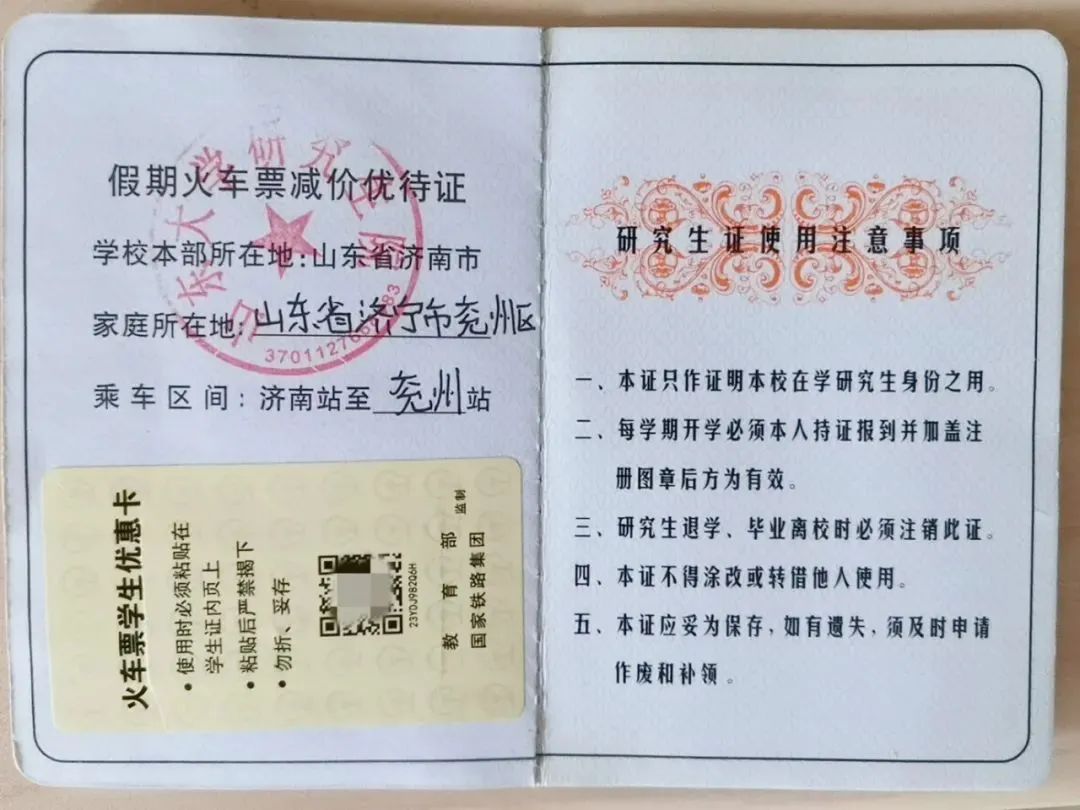 假期火车票减价优待证
学校本部所在地:山东省济南市
家庭所在地:山东省济宁市兖州区
乘车区间:济南站至兖州站
火车票学生优惠卡
•使用时必须粘贴在
学生证内页上
•粘贴后严禁揭下
•勿折、妥存
23YDJ9B2Q6H
教育部
国家铁路集团
监制
研究生证使用注意事项
一、本证只作证明本校在学研究生身份之用。
二、每学期开学必须本人持证报到并加盖注
册图章后方为有效。
三、研究生退学、毕业离校时必须注销此证。
四、本证不得涂改或转借他人使用。
五、本证应妥为保存,如有遗失,须及时申请
作废和补领。